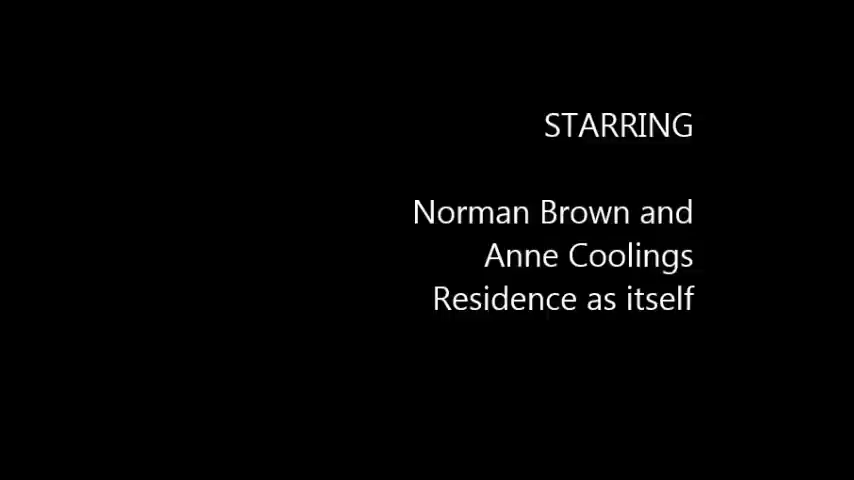 STARRING
Norman Brown and
Anne Coolings
Residence as itself